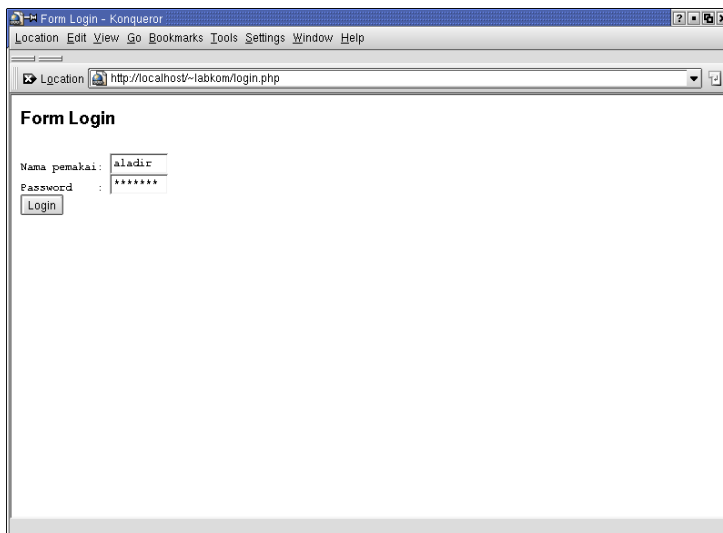 Form Login - Konqueror
Location Edit View Go Bookmarks Tools Settings Window Help
Location http://localhost/~labkom/login.php
Form Login
Nama pemakai: aladir
Password : *******
Login